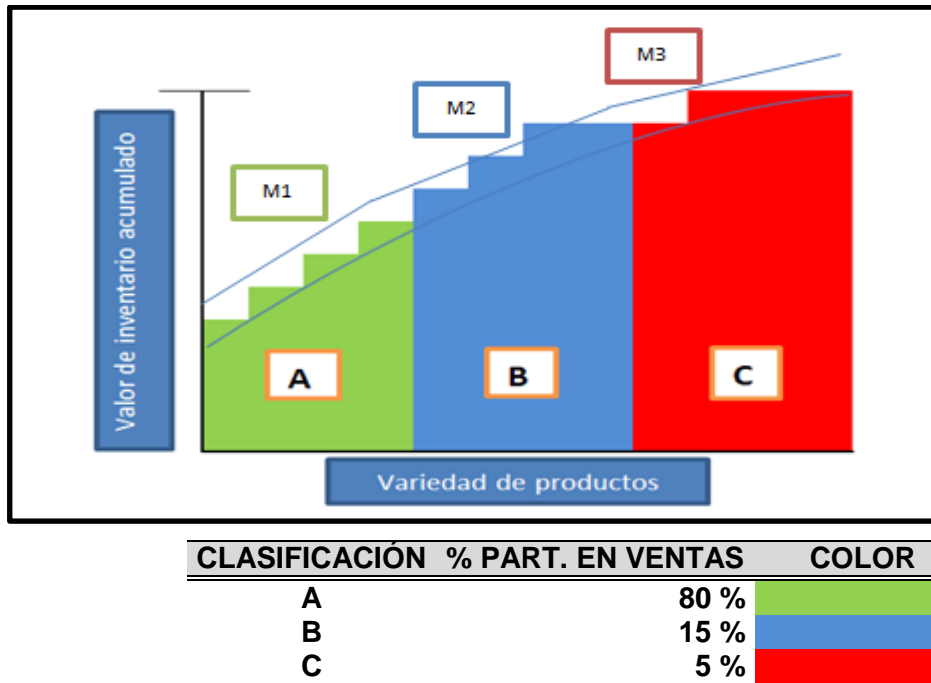 M3
M2
M1
Valor de inventario acumulado
A
B
C
Variedad de productos
CLASIFICACIÓN % PART. EN VENTAS COLOR
A 80 %
B 15 %
C 5 %